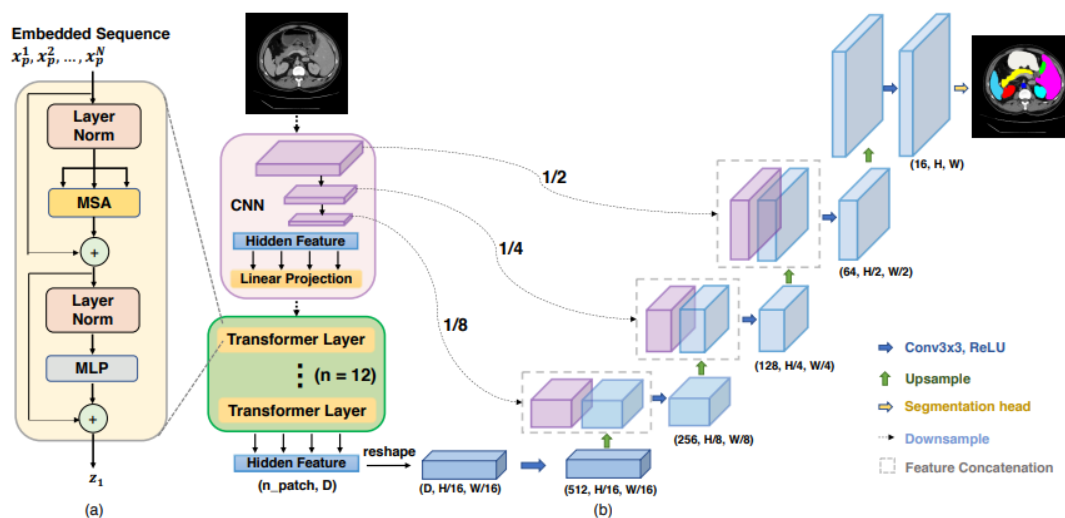 Embedded Sequence
x_p^1, x_p^2, ..., x_p^N
Layer
Norm
MSA
+
Layer
Norm
MLP
+
z_1
(a)
CNN
Hidden Feature
Linear Projection
Transformer Layer
(n = 12)
Transformer Layer
Hidden Feature
(n_patch, D)
reshape
(D, H/16, W/16)
(512, H/16, W/16)
(b)
1/2
1/4
1/8
(256, H/8, W/8)
(128, H/4, W/4)
(64, H/2, W/2)
(16, H, W)
Conv3x3, ReLU
Upsample
Segmentation head
Downsample
Feature Concatenation